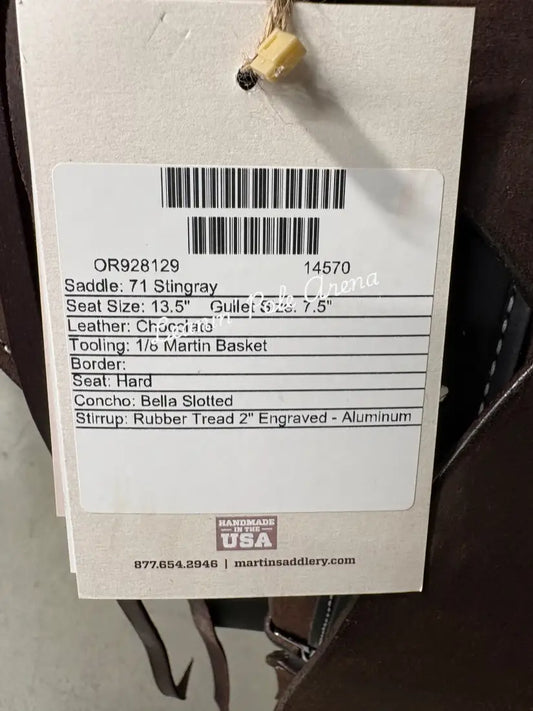 OR928129 14570
Saddle: 71 Stingray
Seat Size: 13.5" Gullet Size: 7.5"
Leather: Chocolate
Tooling: 1/8 Martin Basket
Border:
Seat: Hard
Concho: Bella Slotted
Stirrup: Rubber Tread 2" Engraved - Aluminum
Pole Arena
HANDMADE
IN THE
USA
877.654.2946 | martinsaddlery.com